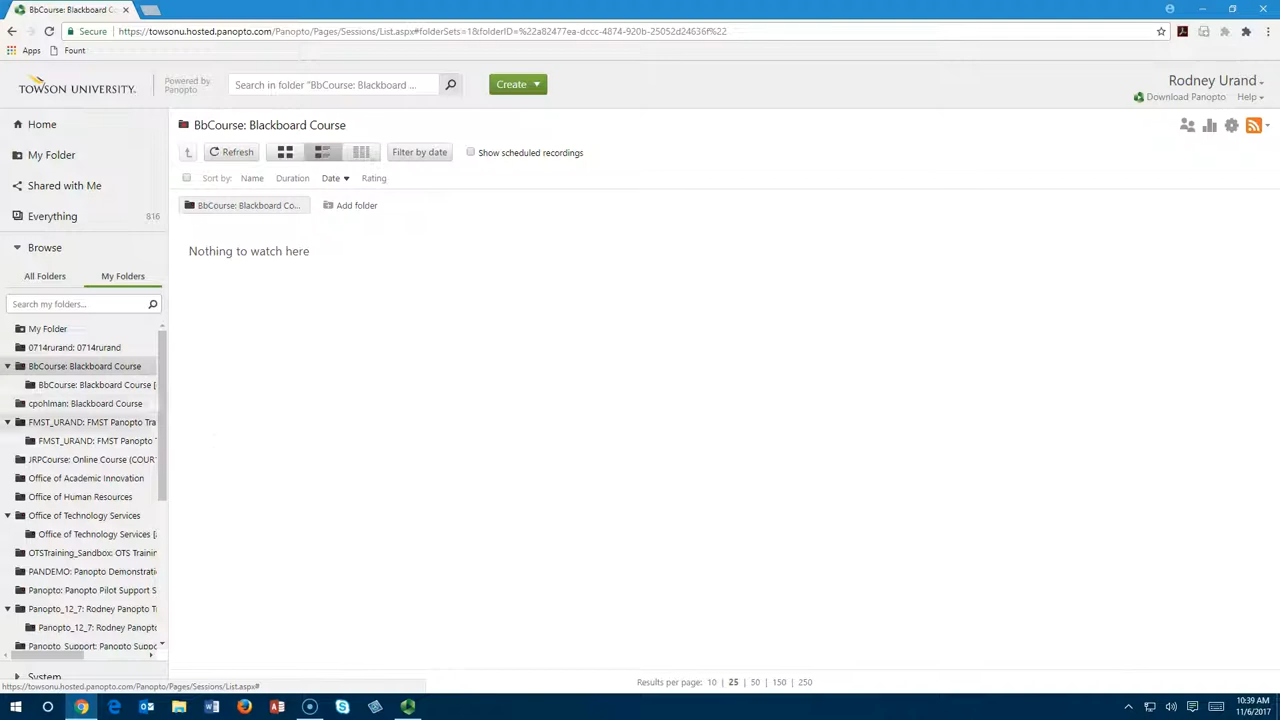 BbCourse: Blackboard C
Secure
https://towsonu.hosted.panopto.com/Panopto/Pages/Sessions/List.aspx#folderSets=1&folderID=%22a82477ea-dccc-4874-920b-25052d24636f%22
Apps Fount
TOWSON UNIVERSITY.
Powered by Panopto
Search in folder "BbCourse: Blackboard ...
Create
Rodney Urand
Download Panopto Help
Home
My Folder
Shared with Me
Everything 816
Browse
All Folders My Folders
Search my folders...
My Folder
0714rurand: 0714rurand
BbCourse: Blackboard Course
BbCourse: Blackboard Course [
cpohlman: Blackboard Course
FMST_URAND: FMST Panopto Tra
FMST_URAND: FMST Panopto T
JRPCourse: Online Course (COUR
Office of Academic Innovation
Office of Human Resources
Office of Technology Services
Office of Technology Services [a
OTSTraining_Sandbox: OTS Trainin
PANDEMO: Panopto Demonstrati
Panopto: Panopto Pilot Support S
Panopto_12_7: Rodney Panopto T
Panopto_12_7: Rodney Panopto
Panopto_Support: Panopto Suppo
System
BbCourse: Blackboard Course
Refresh
Filter by date
Show scheduled recordings
Sort by: Name Duration Date Rating
BbCourse: Blackboard Co...
Add folder
Nothing to watch here
Results per page: 10 | 25 | 50 | 150 | 250
https://towsonu.hosted.panopto.com/Panopto/Pages/Sessions/List.aspx#
10:39 AM
11/6/2017